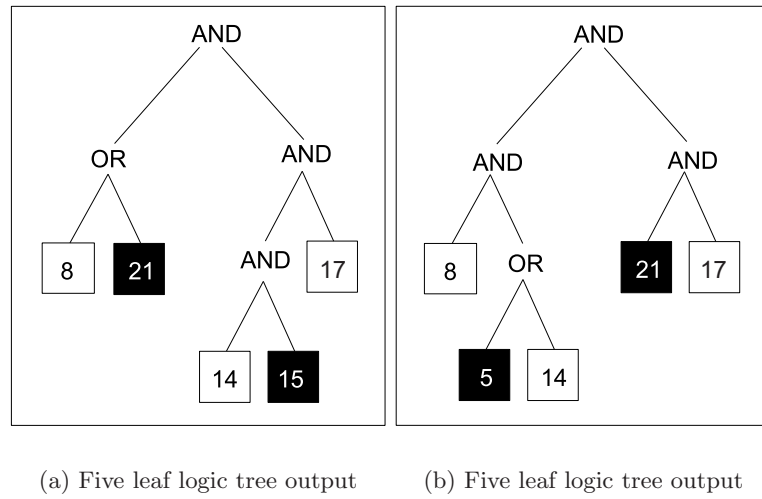 AND
OR
AND
8
21
AND
17
14
15
AND
AND
AND
8
OR
21
17
5
14
(a) Five leaf logic tree output
(b) Five leaf logic tree output